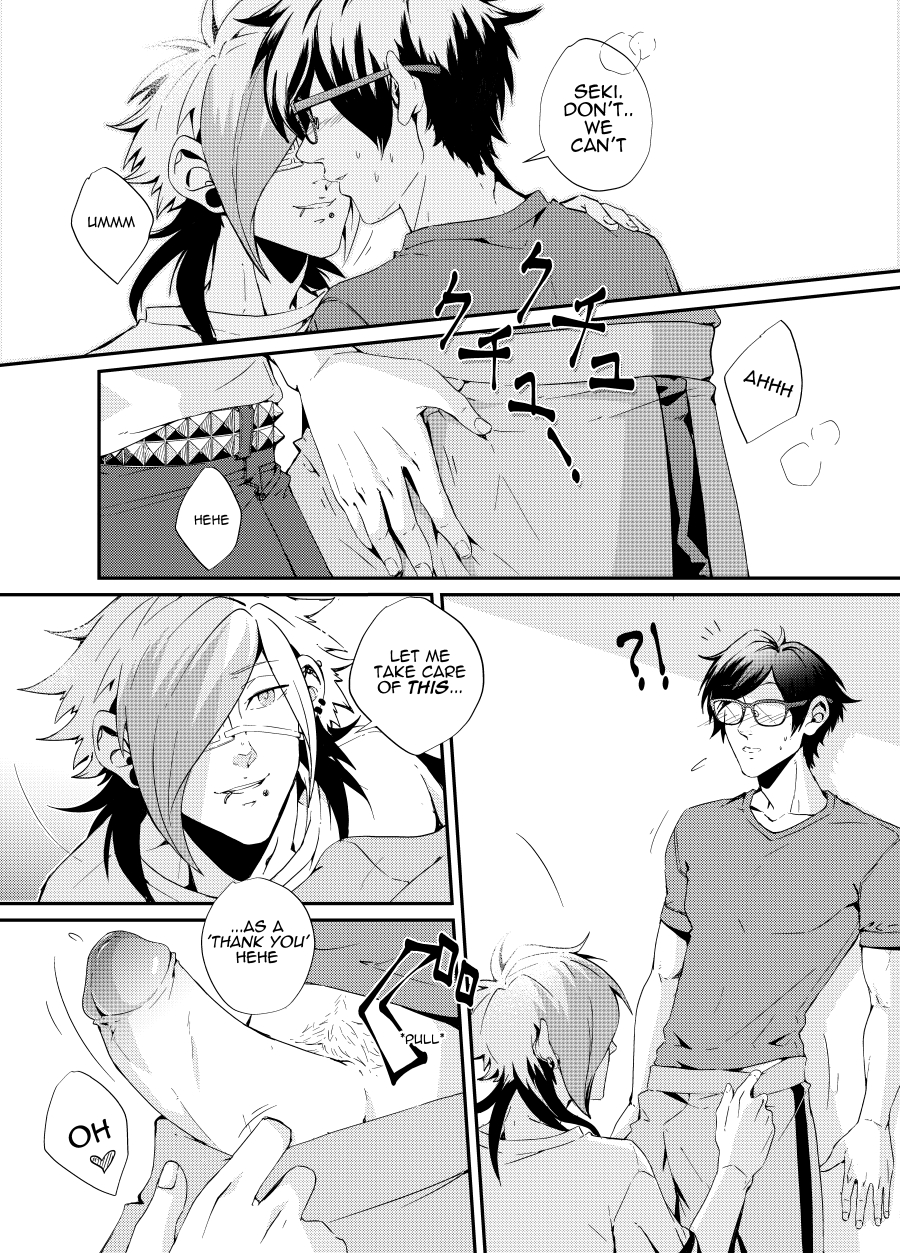 SEKI.
DON'T..
WE
CAN'T
UMMM
クチュ
クチュ!
AHHH
HEHE
LET ME
TAKE CARE
OF THIS...
?!
...AS A
'THANK YOU'
HEHE
*PULL*
OH